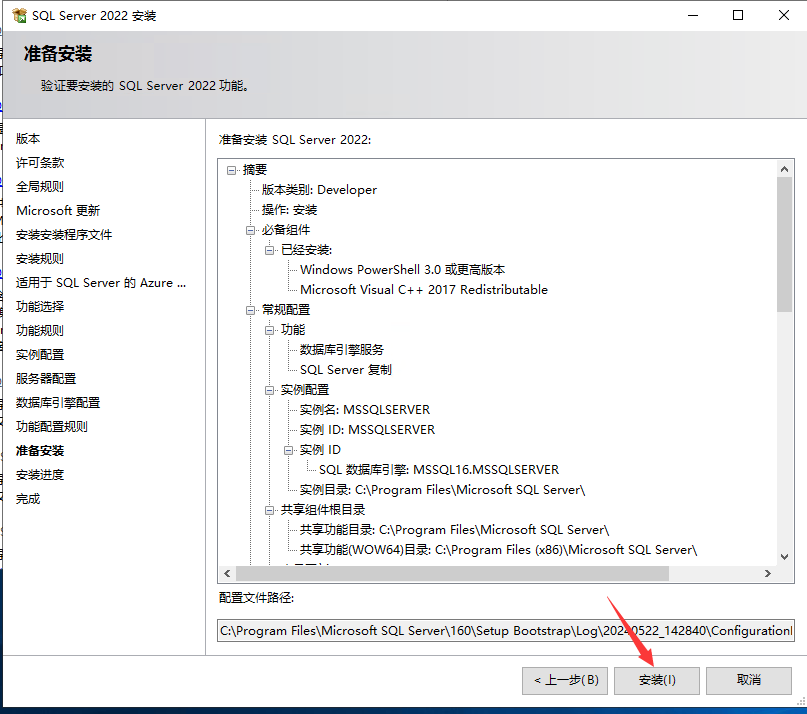 SQL Server 2022 安装
准备安装
验证要安装的 SQL Server 2022 功能。
版本
许可条款
全局规则
Microsoft 更新
安装安装程序文件
安装规则
适用于 SQL Server 的 Azure ...
功能选择
功能规则
实例配置
服务器配置
数据库引擎配置
功能配置规则
准备安装
安装进度
完成
准备安装 SQL Server 2022:
摘要
版本类别: Developer
操作: 安装
必备组件
已经安装:
Windows PowerShell 3.0 或更高版本
Microsoft Visual C++ 2017 Redistributable
常规配置
功能
数据库引擎服务
SQL Server 复制
实例配置
实例名: MSSQLSERVER
实例 ID: MSSQLSERVER
实例 ID
SQL 数据库引擎: MSSQL16.MSSQLSERVER
实例目录: C:\Program Files\Microsoft SQL Server\
共享组件根目录
共享功能目录: C:\Program Files\Microsoft SQL Server\
共享功能(WOW64)目录: C:\Program Files (x86)\Microsoft SQL Server\
配置文件路径:
C:\Program Files\Microsoft SQL Server\160\Setup Bootstrap\Log\20240522_142840\Configuration
< 上一步(B)
安装(I)
取消